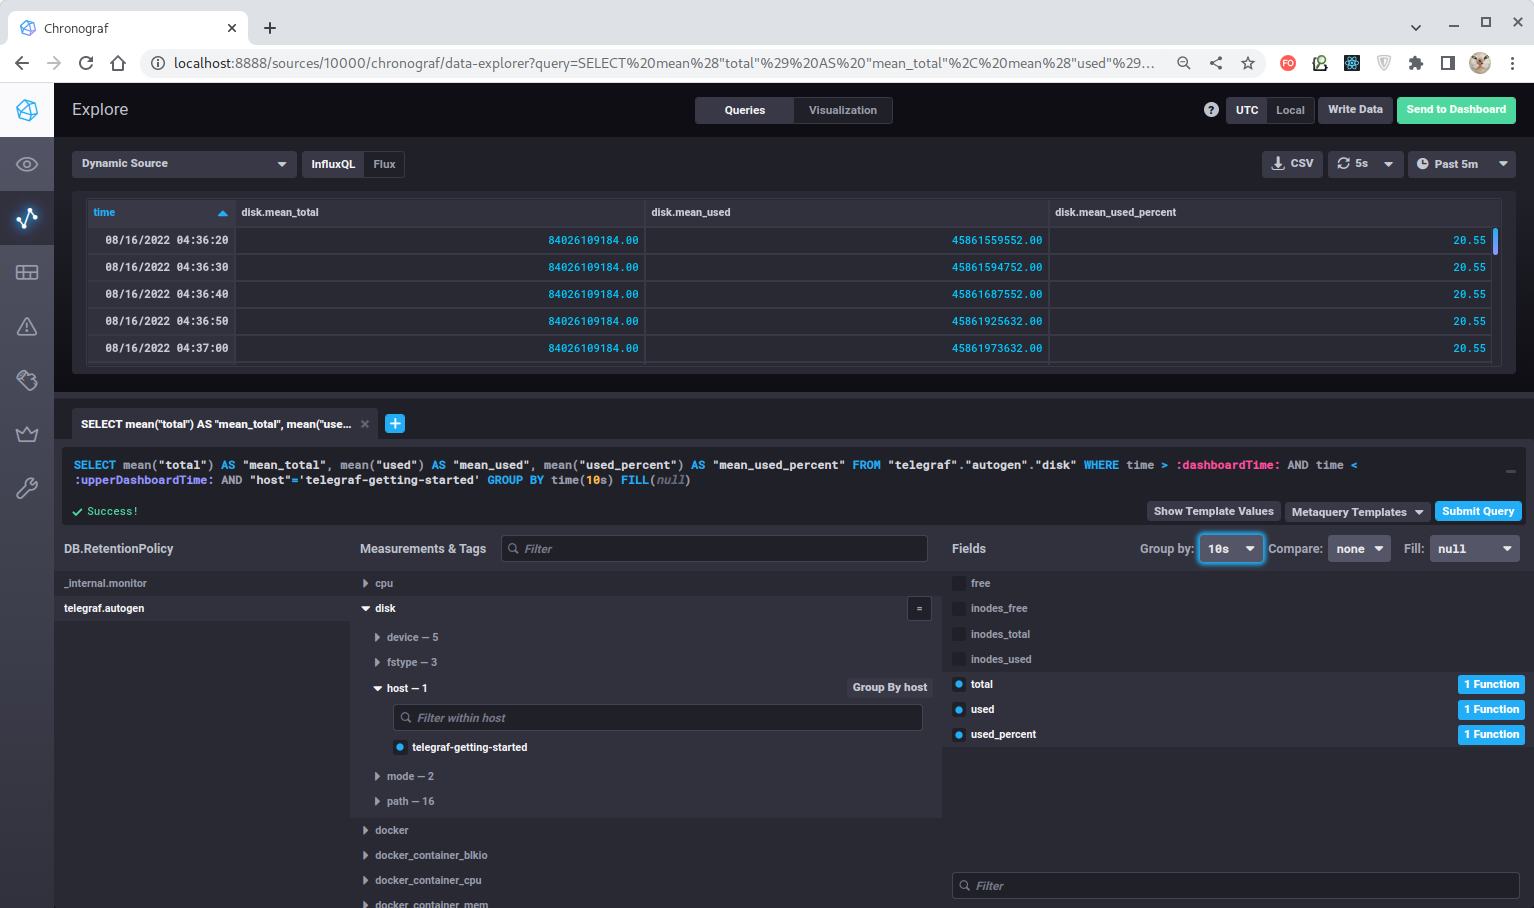 Chronograf
localhost:8888/sources/10000/chronograf/data-explorer?query=SELECT%20mean%28"total"%29%20AS%20"mean_total"%2C%20mean%28"used"%29...
FO
Explore
Queries
Visualization
?
UTC
Local
Write Data
Send to Dashboard
Dynamic Source
InfluxQL
Flux
CSV
5s
Past 5m
time disk.mean_total disk.mean_used disk.mean_used_percent
08/16/2022 04:36:20 84026109184.00 45861559552.00 20.55
08/16/2022 04:36:30 84026109184.00 45861594752.00 20.55
08/16/2022 04:36:40 84026109184.00 45861687552.00 20.55
08/16/2022 04:36:50 84026109184.00 45861925632.00 20.55
08/16/2022 04:37:00 84026109184.00 45861973632.00 20.55
SELECT mean("total") AS "mean_total", mean("use...
SELECT mean("total") AS "mean_total", mean("used") AS "mean_used", mean("used_percent") AS "mean_used_percent" FROM "telegraf"."autogen"."disk" WHERE time > :dashboardTime: AND time <
:upperDashboardTime: AND "host"='telegraf-getting-started' GROUP BY time(10s) FILL(null)
Success!
Show Template Values
Metaquery Templates
Submit Query
DB.RetentionPolicy
_internal.monitor
telegraf.autogen
Measurements & Tags
Filter
cpu
disk
=
device — 5
fstype — 3
host — 1
Group By host
Filter within host
telegraf-getting-started
mode — 2
path — 16
docker
docker_container_blkio
docker_container_cpu
docker_container_mem
Fields
Group by: 10s
Compare: none
Fill: null
free
inodes_free
inodes_total
inodes_used
total 1 Function
used 1 Function
used_percent 1 Function
Filter